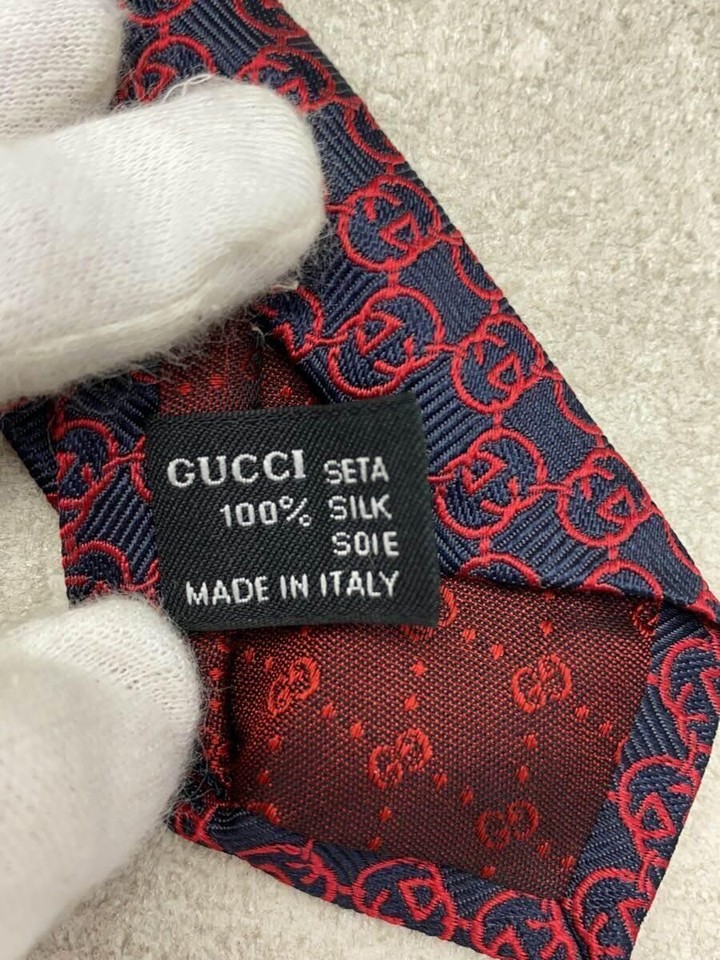 GUCCI SETA
100% SILK
SOIE
MADE IN ITALY